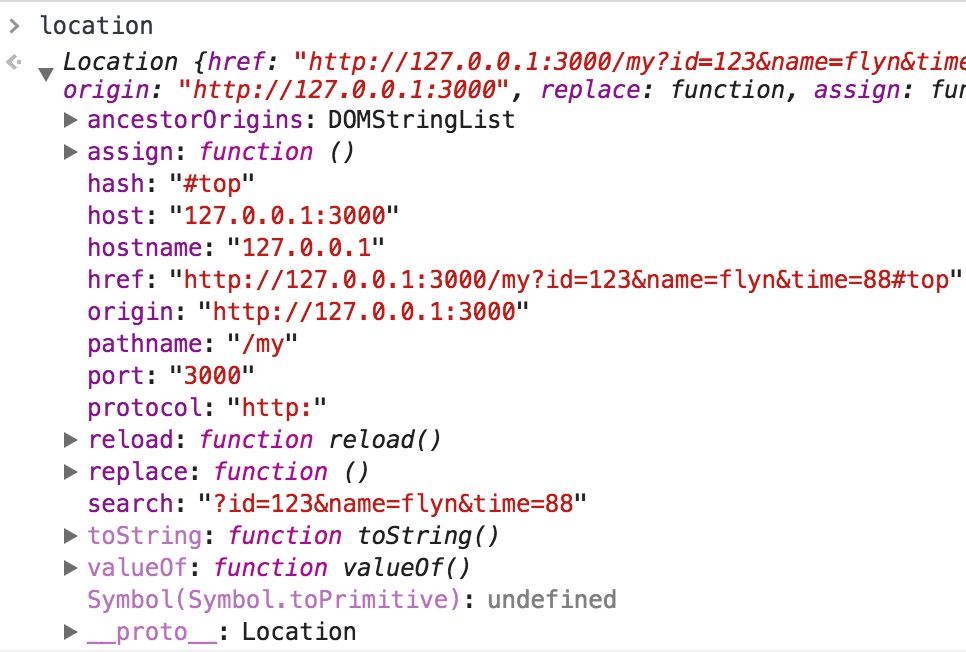 > location
Location {href: "http://127.0.0.1:3000/my?id=123&name=flyn&time
origin: "http://127.0.0.1:3000", replace: function, assign: fun
ancestorOrigins: DOMStringList
assign: function ()
hash: "#top"
host: "127.0.0.1:3000"
hostname: "127.0.0.1"
href: "http://127.0.0.1:3000/my?id=123&name=flyn&time=88#top"
origin: "http://127.0.0.1:3000"
pathname: "/my"
port: "3000"
protocol: "http:"
reload: function reload()
replace: function ()
search: "?id=123&name=flyn&time=88"
toString: function toString()
valueOf: function valueOf()
Symbol(Symbol.toPrimitive): undefined
__proto__: Location